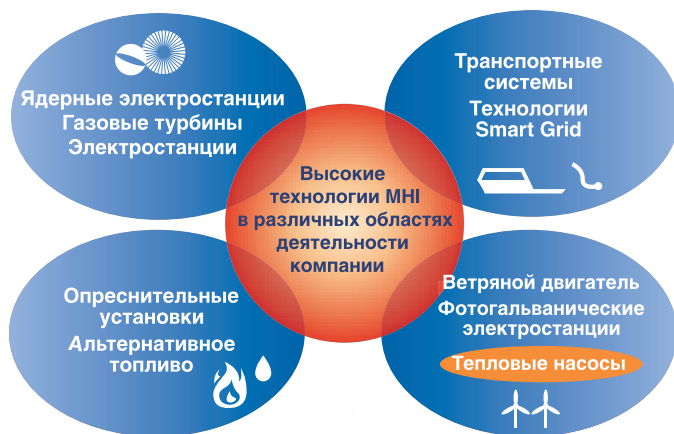 Ядерные электростанции
Газовые турбины
Электростанции
Транспортные
системы
Технологии
Smart Grid
Высокие
технологии MHI
в различных областях
деятельности
компании
Опреснительные
установки
Альтернативное
топливо
Ветряной двигатель
Фотогальванические
электростанции
Тепловые насосы